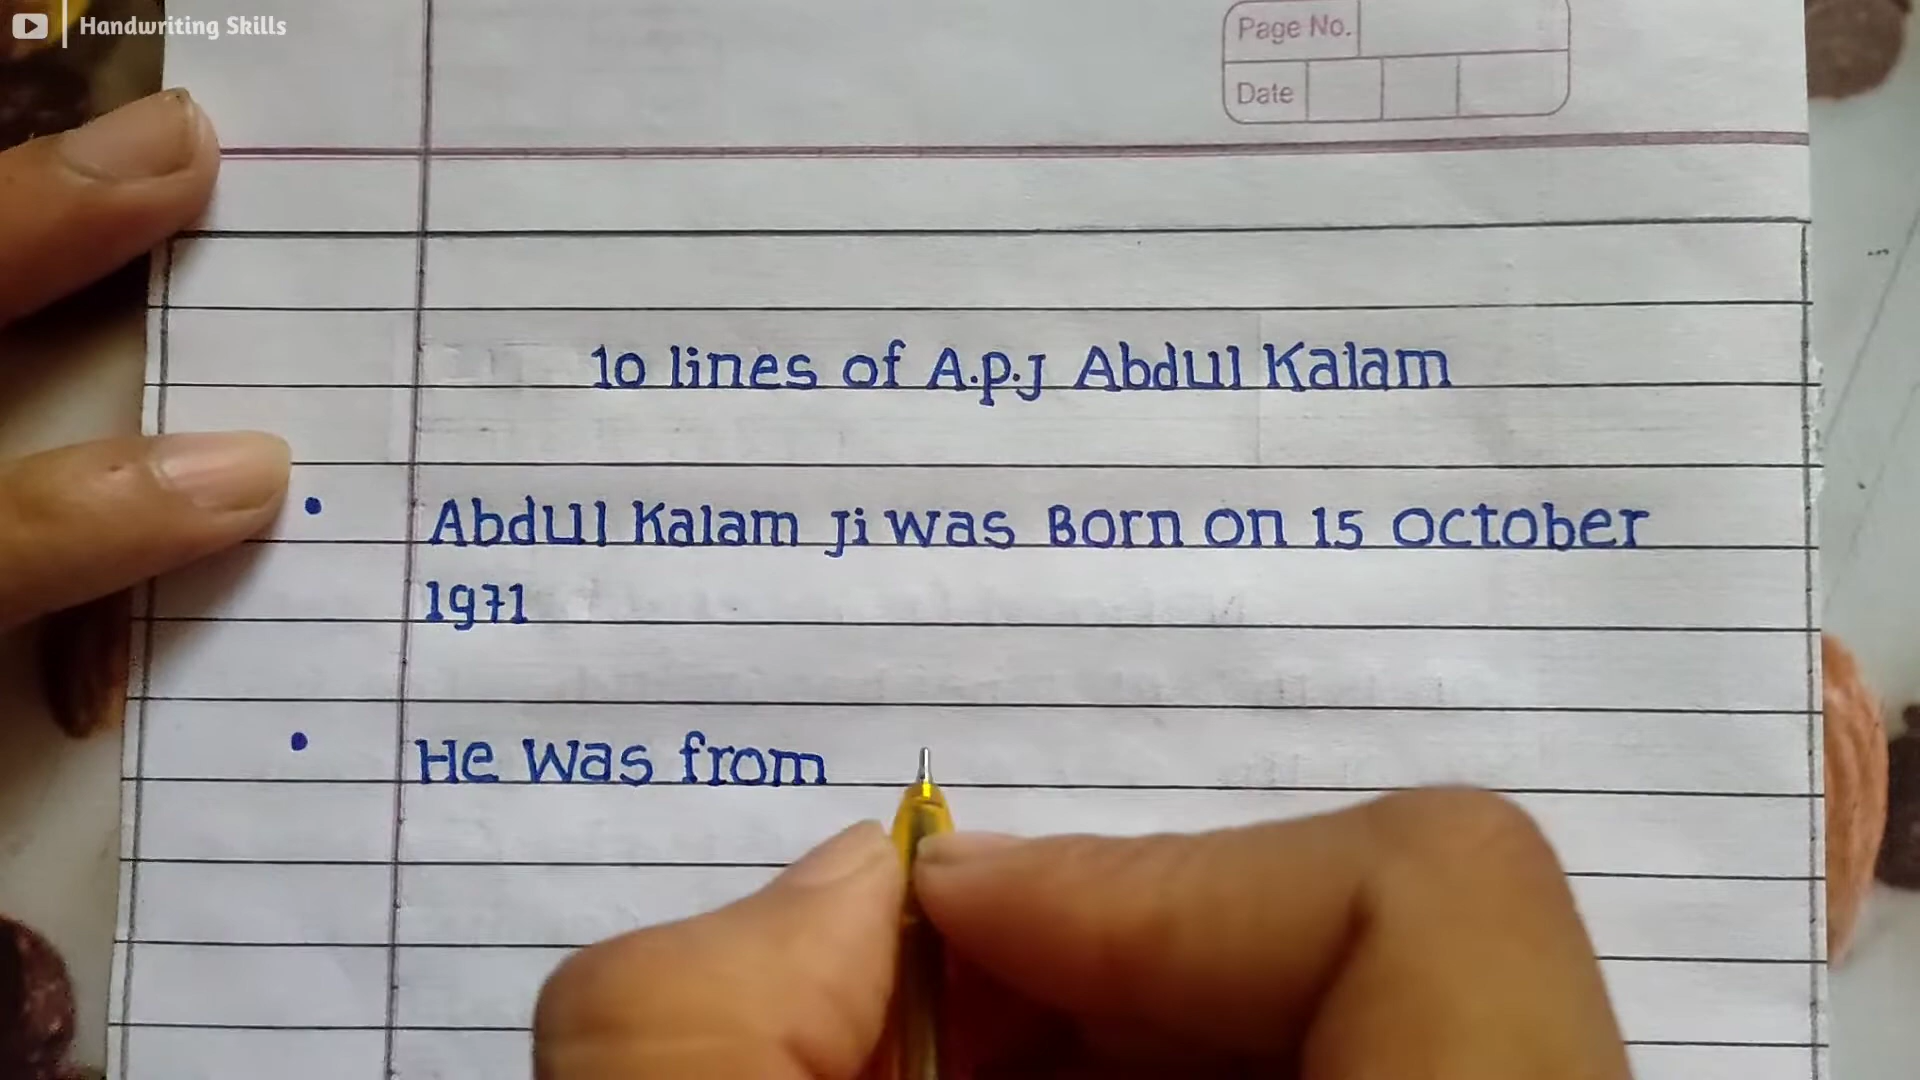 Handwriting Skills
Page No.
Date
10 lines of A.P.J Abdul Kalam
• Abdul Kalam Ji was Born on 15 October
1971
• He was from